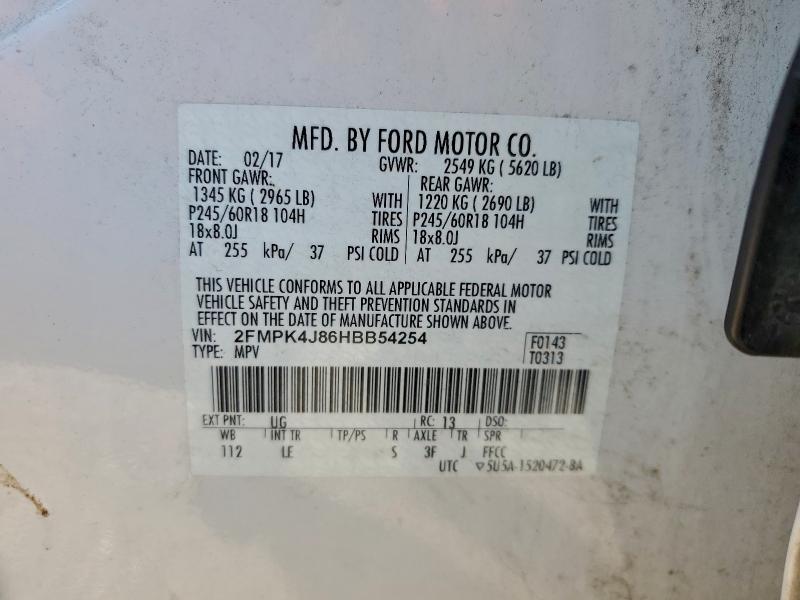 MFD. BY FORD MOTOR CO.
DATE: 02/17 GVWR: 2549 KG ( 5620 LB)
FRONT GAWR: REAR GAWR:
1345 KG ( 2965 LB) WITH 1220 KG ( 2690 LB) WITH
P245/60R18 104H TIRES P245/60R18 104H TIRES
18x8.0J RIMS 18x8.0J RIMS
AT 255 kPa/ 37 PSI COLD AT 255 kPa/ 37 PSI COLD
THIS VEHICLE CONFORMS TO ALL APPLICABLE FEDERAL MOTOR
VEHICLE SAFETY AND THEFT PREVENTION STANDARDS IN
EFFECT ON THE DATE OF MANUFACTURE SHOWN ABOVE.
VIN: 2FMPK4J86HBB54254 F0143
TYPE: MPV T0313
EXT PNT: UG RC: 13 DSO:
WB INT TR TP/PS R AXLE TR SPR
112 LE S 3F J FFCC
UTC ▽5U5A-1520472-BA